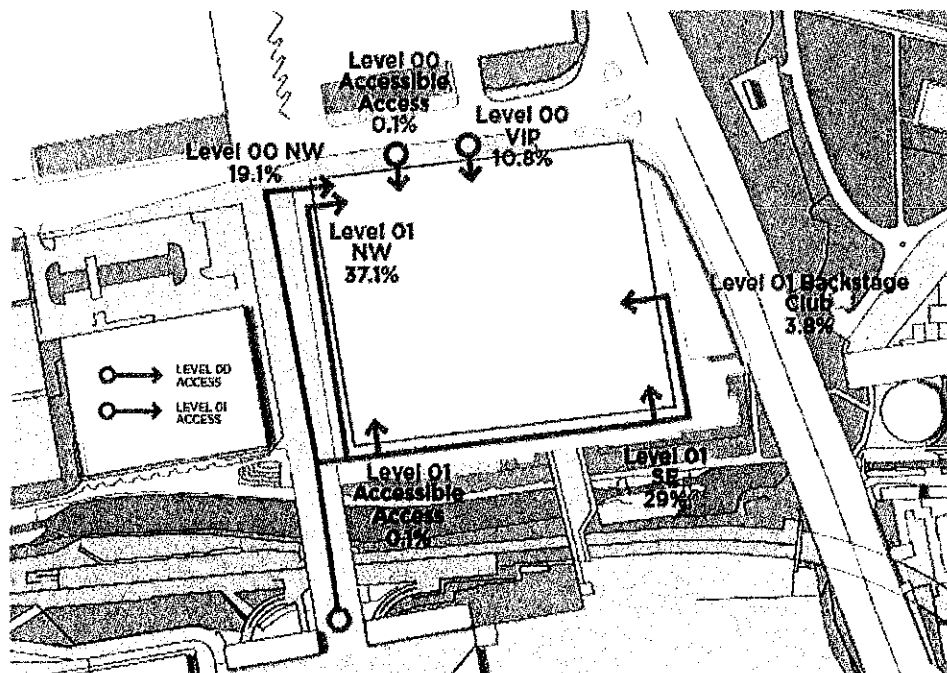 Level 00
Accessible
Access
0.1%
Level 00
VIP
10.8%
Level 00 NW
19.1%
Level 01
NW
37.1%
Level 01 Backstage
Club
3.8%
LEVEL 00
ACCESS
LEVEL 01
ACCESS
Level 01
Accessible
Access
0.1%
Level 01
SE
29%